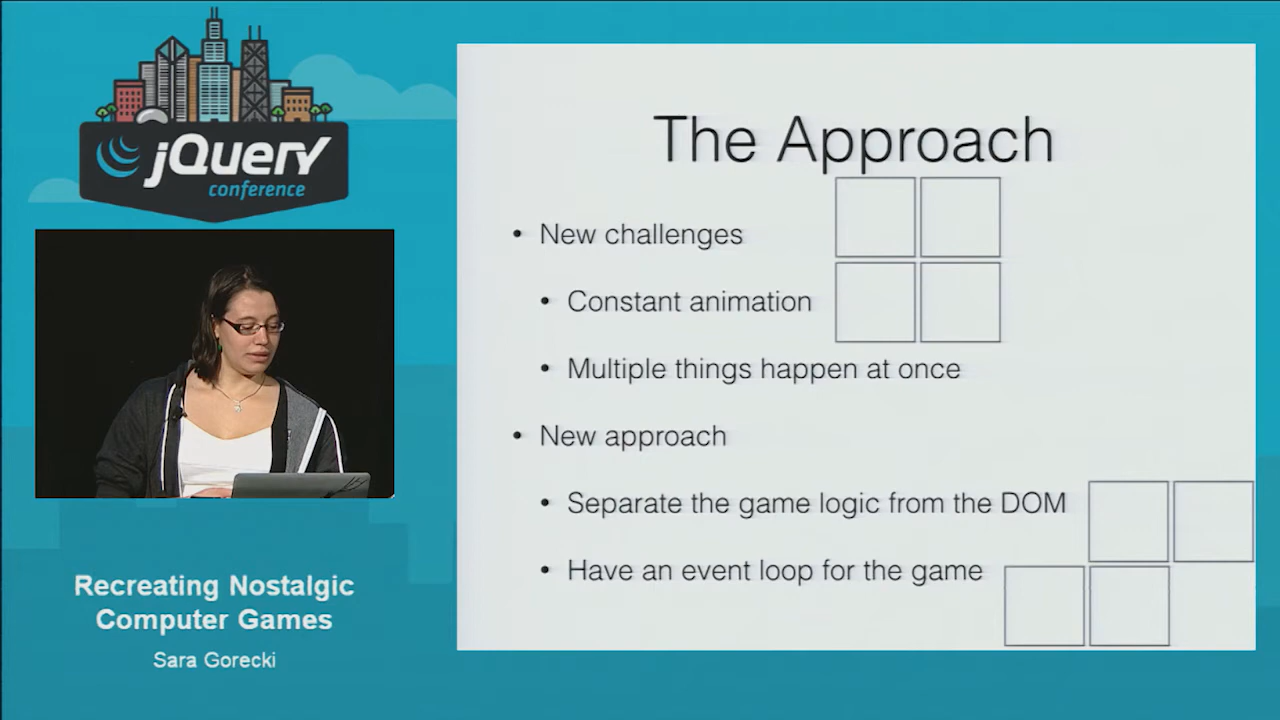 jQuery
conference
The Approach
• New challenges
• Constant animation
• Multiple things happen at once
• New approach
• Separate the game logic from the DOM
• Have an event loop for the game
Recreating Nostalgic
Computer Games
Sara Gorecki